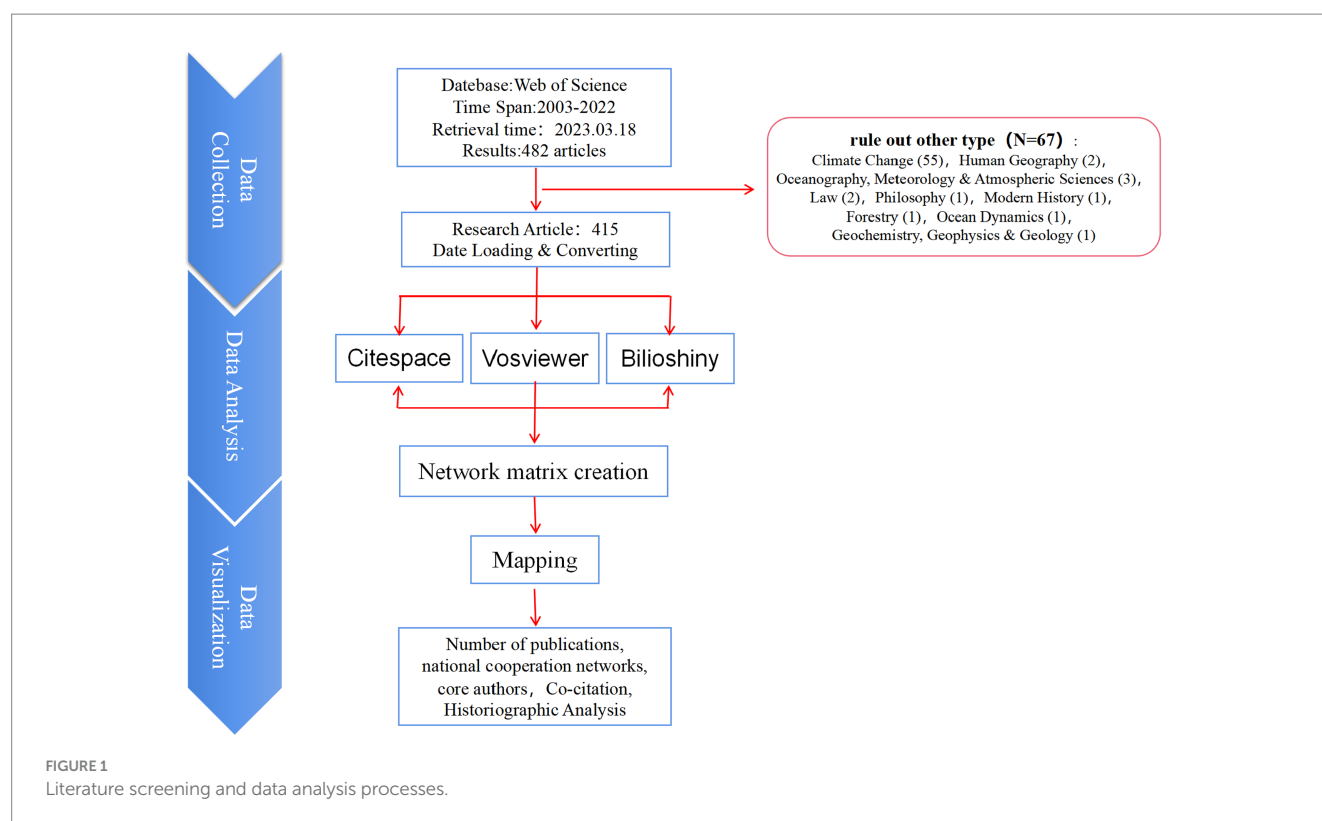 Data
Collection
Datebase:Web of Science
Time Span:2003-2022
Retrieval time：2023.03.18
Results:482 articles
rule out other type（N=67）:
Climate Change (55),  Human Geography (2),
Oceanography, Meteorology & Atmospheric Sciences (3),
Law (2),  Philosophy (1),  Modern History (1),
Forestry (1),  Ocean Dynamics (1),
Geochemistry, Geophysics & Geology (1)
Research Article：415
Date Loading & Converting
Data Analysis
Citespace
Vosviewer
Bilioshiny
Network matrix creation
Data
Visualization
Mapping
Number of publications,
national cooperation networks,
core authors，Co-citation,
Historiographic Analysis
FIGURE 1
Literature screening and data analysis processes.